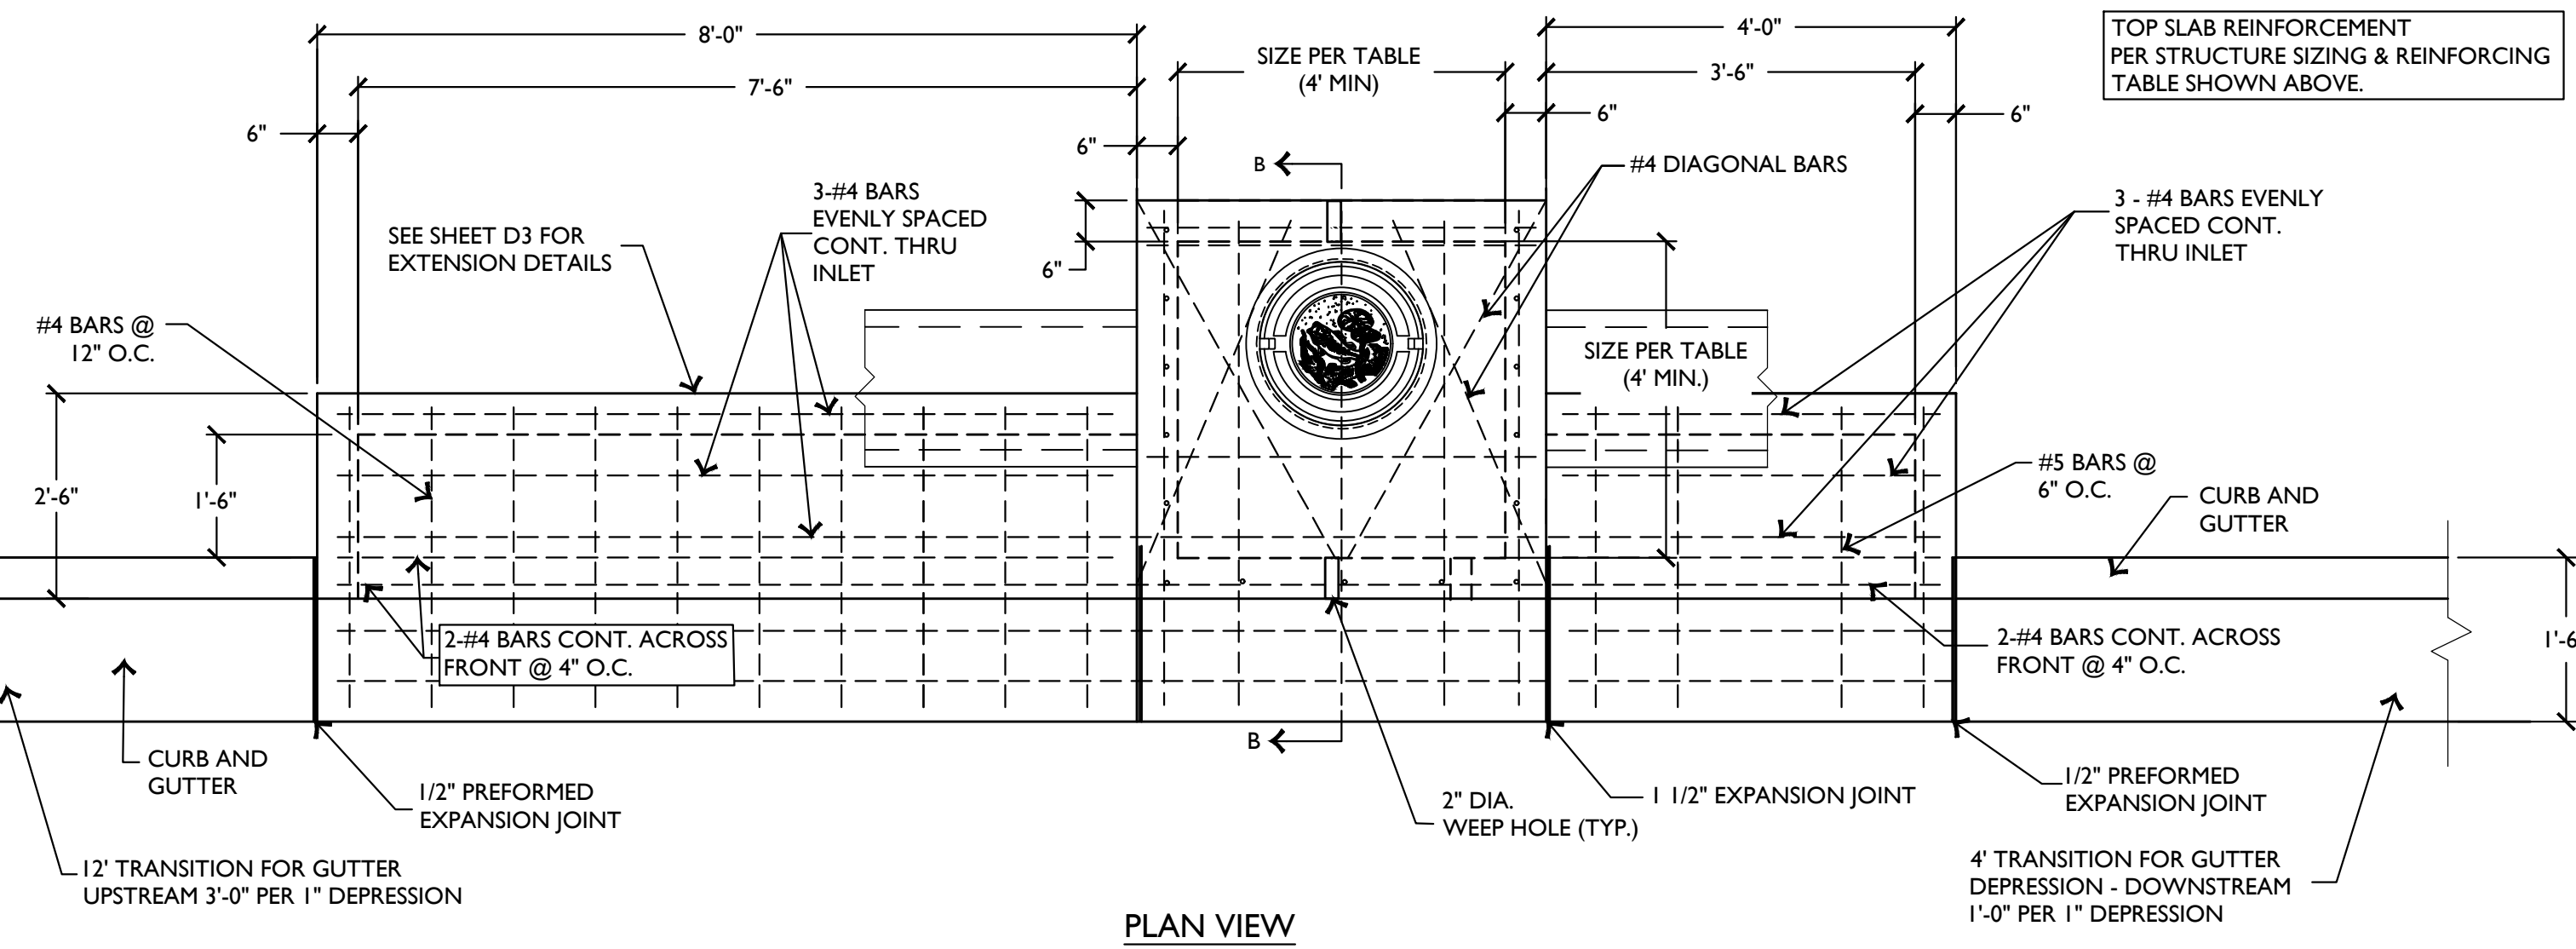 8'-0"
4'-0"
TOP SLAB REINFORCEMENT
PER STRUCTURE SIZING & REINFORCING
TABLE SHOWN ABOVE.
SIZE PER TABLE
(4' MIN)
7'-6"
3'-6"
6"
6"
6"
6"
B
#4 DIAGONAL BARS
3-#4 BARS
EVENLY SPACED
CONT. THRU
INLET
3 - #4 BARS EVENLY
SPACED CONT.
THRU INLET
SEE SHEET D3 FOR
EXTENSION DETAILS
6"
#4 BARS @
12" O.C.
SIZE PER TABLE
(4' MIN.)
2'-6"
1'-6"
#5 BARS @
6" O.C.
CURB AND
GUTTER
2-#4 BARS CONT. ACROSS
FRONT @ 4" O.C.
2-#4 BARS CONT. ACROSS
FRONT @ 4" O.C.
1'-6
B
CURB AND
GUTTER
1/2" PREFORMED
EXPANSION JOINT
2" DIA.
WEEP HOLE (TYP.)
1 1/2" EXPANSION JOINT
1/2" PREFORMED
EXPANSION JOINT
12' TRANSITION FOR GUTTER
UPSTREAM 3'-0" PER 1" DEPRESSION
4' TRANSITION FOR GUTTER
DEPRESSION - DOWNSTREAM
1'-0" PER 1" DEPRESSION
PLAN VIEW